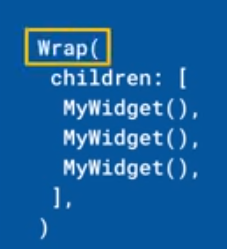 Wrap(
children: [
MyWidget(),
MyWidget(),
MyWidget(),
],
)